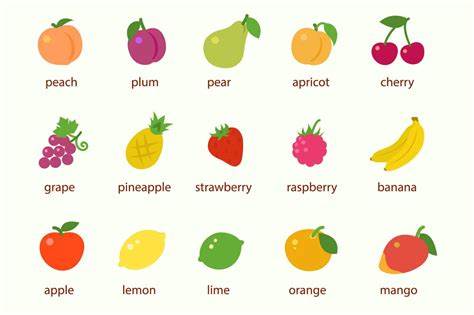 peach plum pear apricot cherry
grape pineapple strawberry raspberry banana
apple lemon lime orange mango